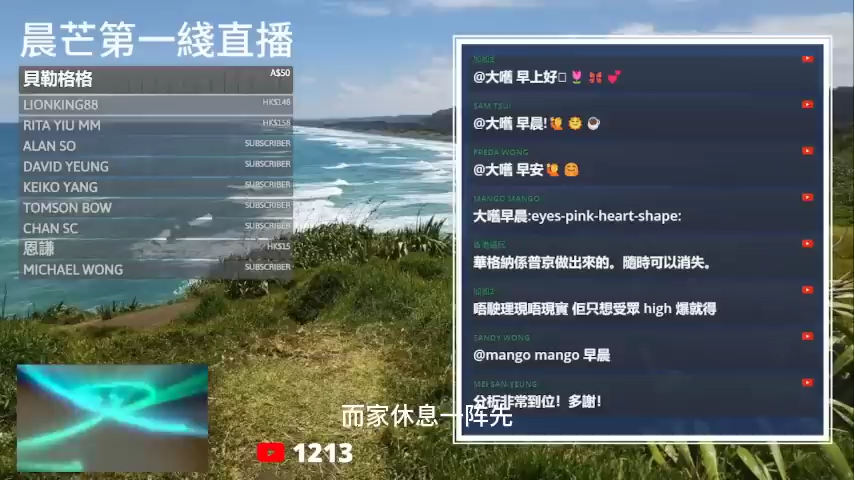 晨芒第一綫直播
貝勒格格 A$50
LIONKING88 HK$148
RITA YIU MM HK$158
ALAN SO SUBSCRIBER
DAVID YEUNG SUBSCRIBER
KEIKO YANG SUBSCRIBER
TOMSON BOW SUBSCRIBER
CHAN SC SUBSCRIBER
恩謙 HK$15
MICHAEL WONG SUBSCRIBER
@大嚿 早上好
SAM TSUI
@大嚿 早晨!
FREDA WONG
@大嚿 早安
MANGO MANGO
大嚿早晨:eyes-pink-heart-shape:
華格納係普京做出來的。隨時可以消失。
唔駛理現唔現實 佢只想受眾 high 爆就得
SANDY WONG
@mango mango 早晨
MEI SAN YEUNG
分析非常到位！多謝！
而家休息一阵先
1213